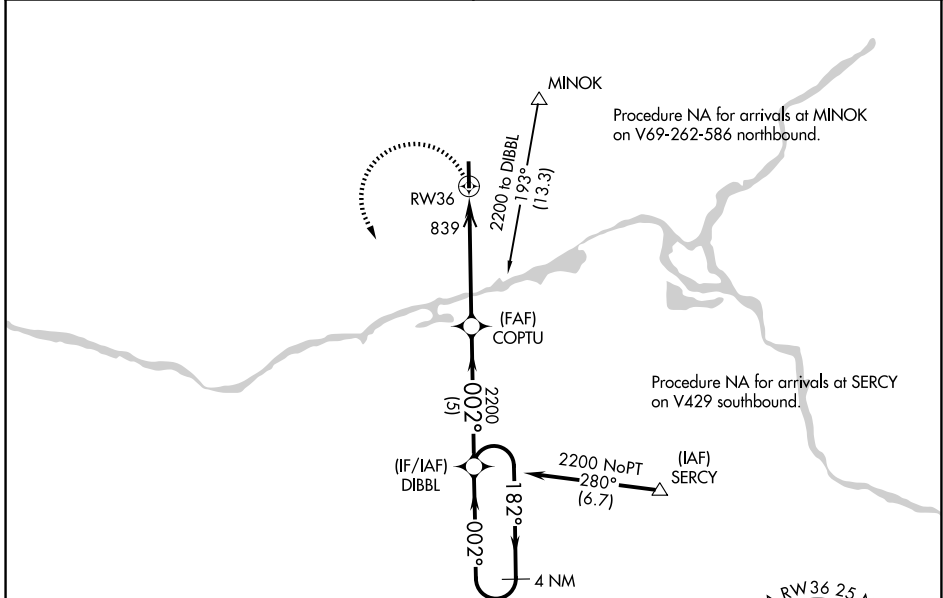 MINOK
Procedure NA for arrivals at MINOK
on V69-262-586 northbound.
2200 to DIBBL
193°
(13.3)
RW36
839
(FAF)
COPTU
Procedure NA for arrivals at SERCY
on V429 southbound.
2200
002°
(5)
(IF/IAF)
DIBBL
2200 NoPT
280°
(6.7)
(IAF)
SERCY
182°
002°
4 NM
RW36 25